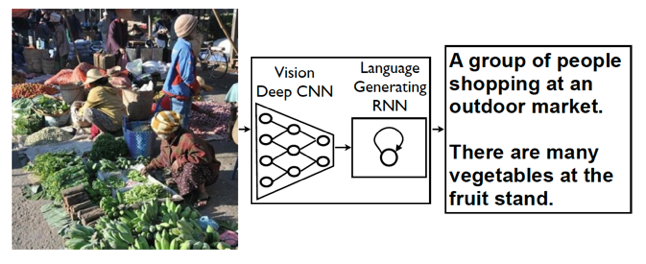 Vision
Deep CNN
Language
Generating
RNN
A group of people
shopping at an
outdoor market.
There are many
vegetables at the
fruit stand.